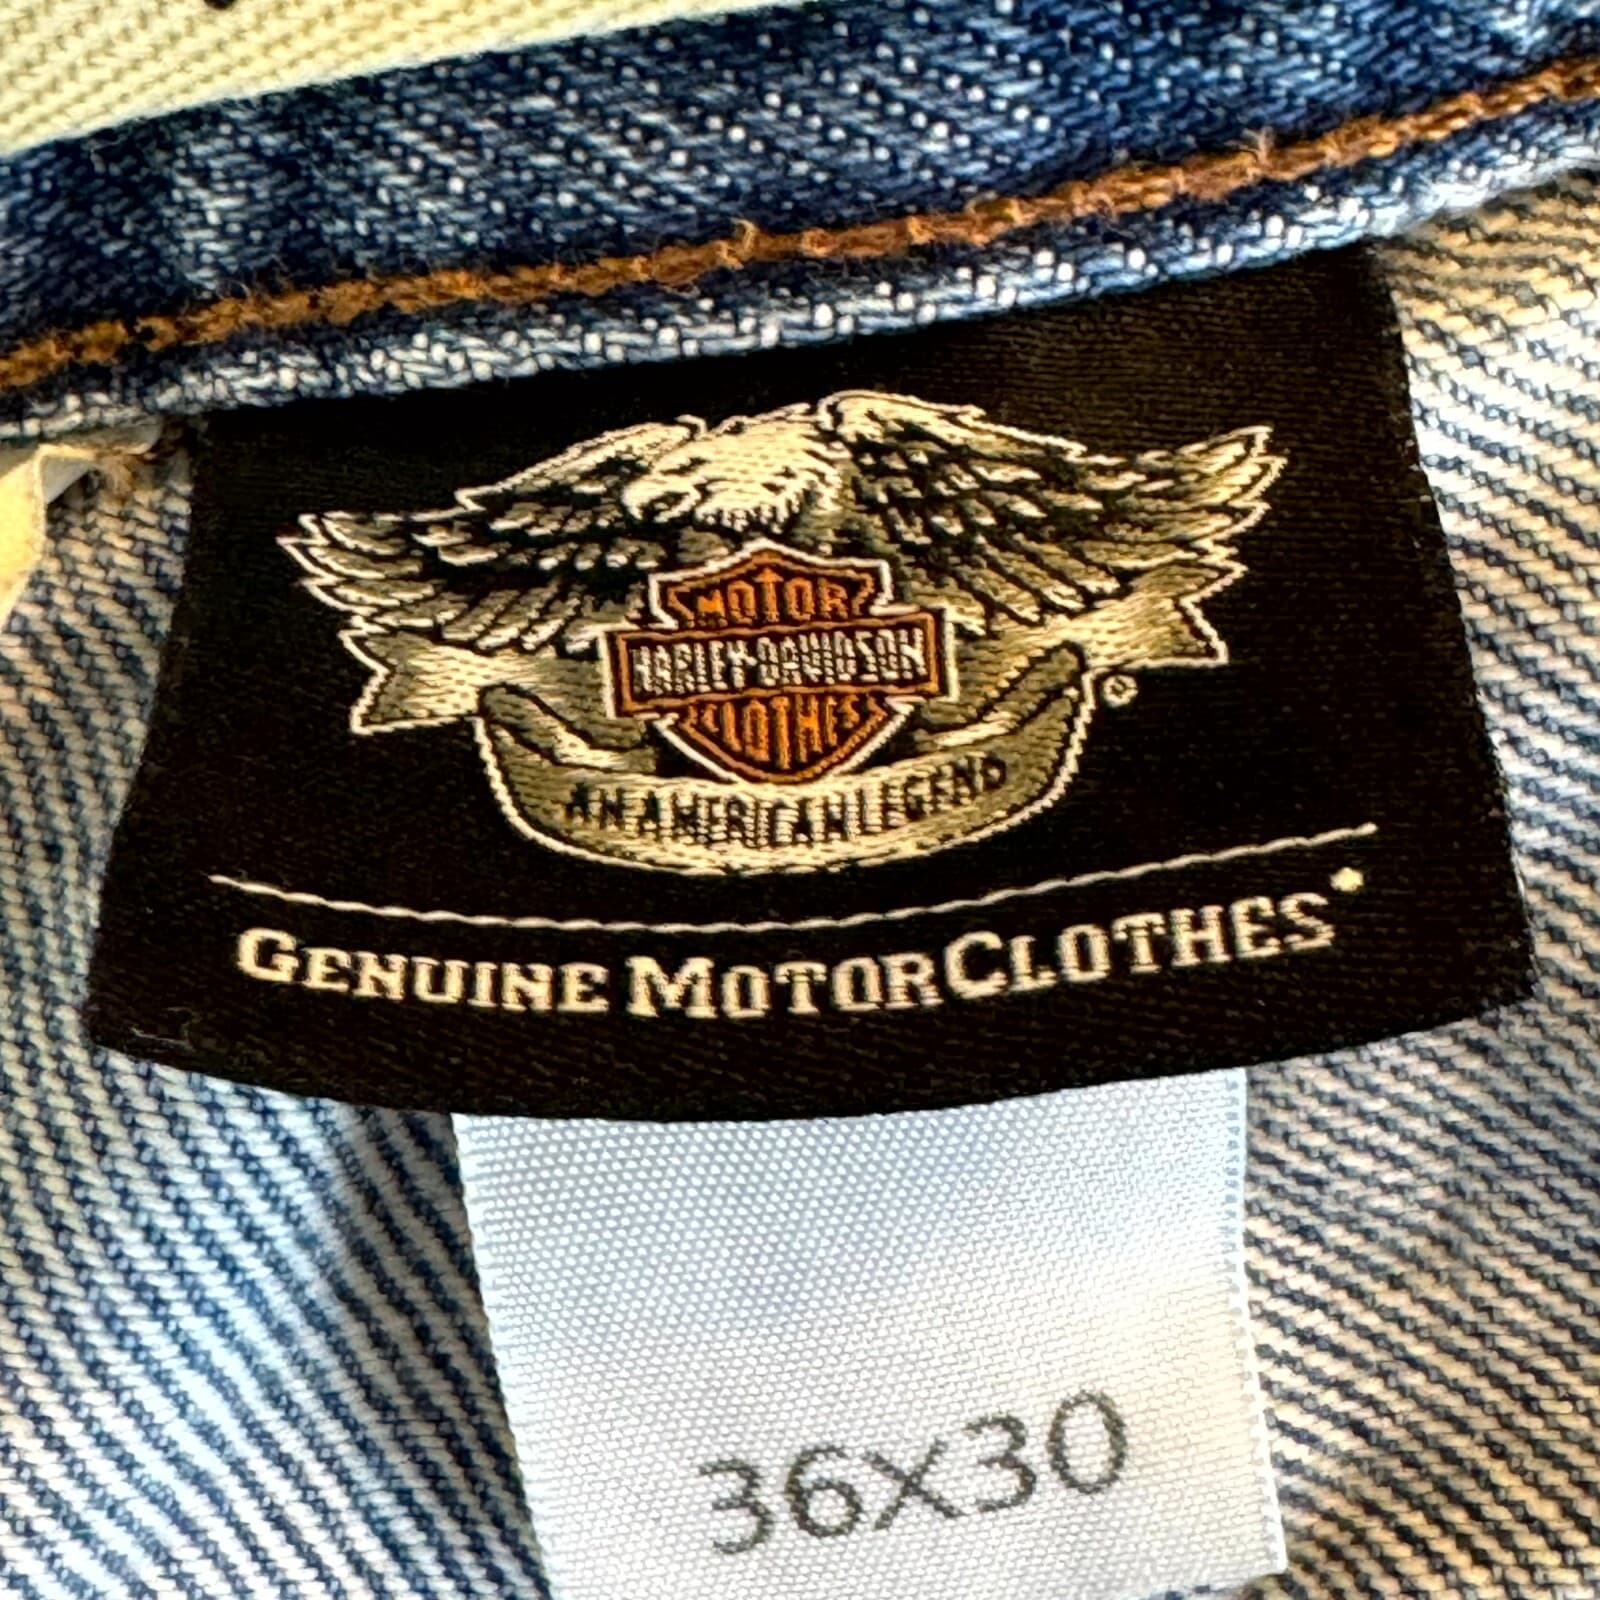 MOTOR
HARLEY-DAVIDSON
CLOTHES
®
AN AMERICAN LEGEND
GENUINE MOTORCLOTHES®
36X30